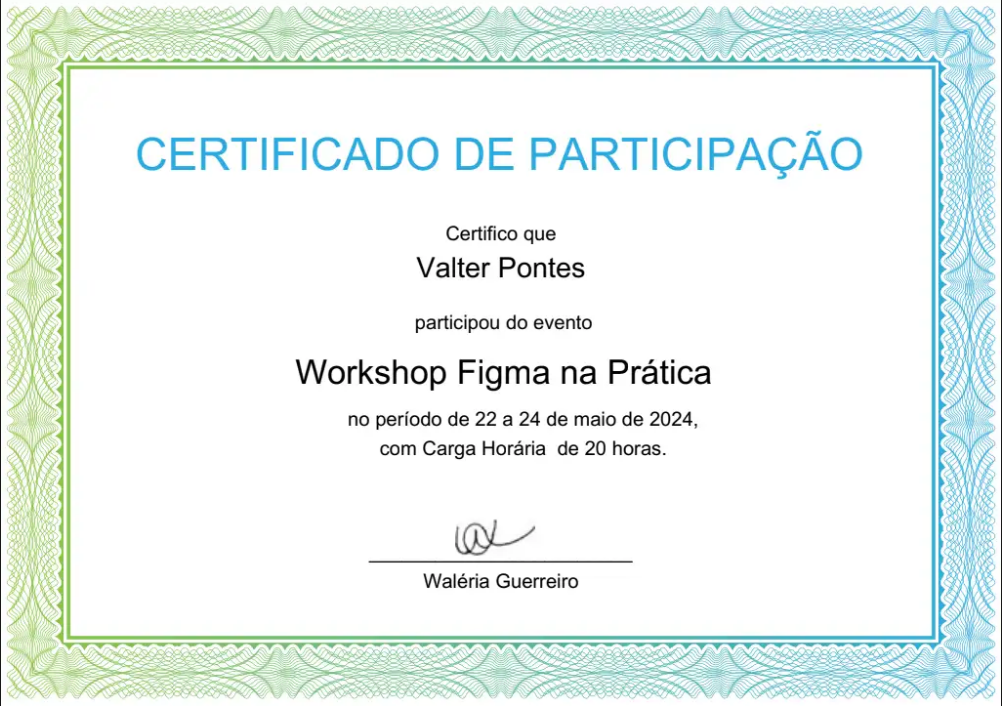 CERTIFICADO DE PARTICIPAÇÃO
Certifico que
Valter Pontes
participou do evento
Workshop Figma na Prática
no período de 22 a 24 de maio de 2024,
com Carga Horária  de 20 horas.
Waléria Guerreiro